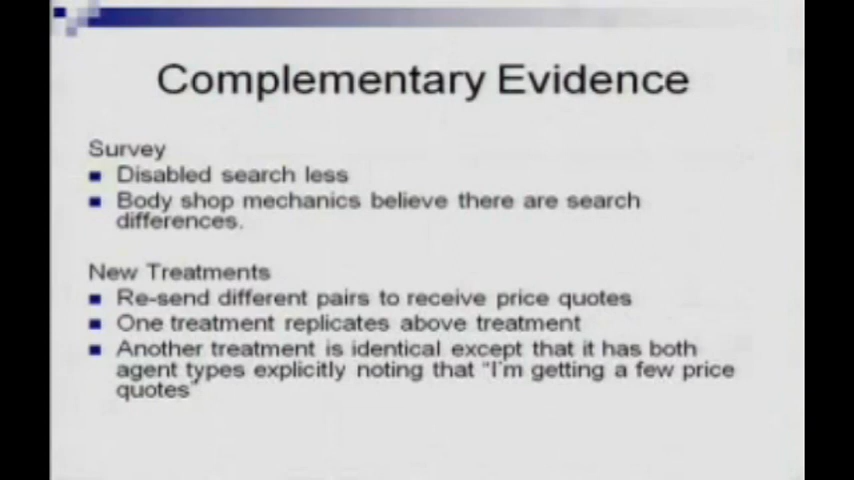 Complementary Evidence
Survey
Disabled search less
Body shop mechanics believe there are search
differences.
New Treatments
Re-send different pairs to receive price quotes
One treatment replicates above treatment
Another treatment is identical except that it has both
agent types explicitly noting that “I’m getting a few price
quotes”